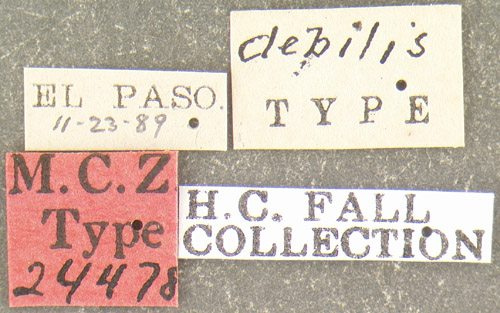 debilis
TYPE
EL PASO.
11-23-89
M.C.Z
Type
24478
H.C. FALL
COLLECTION